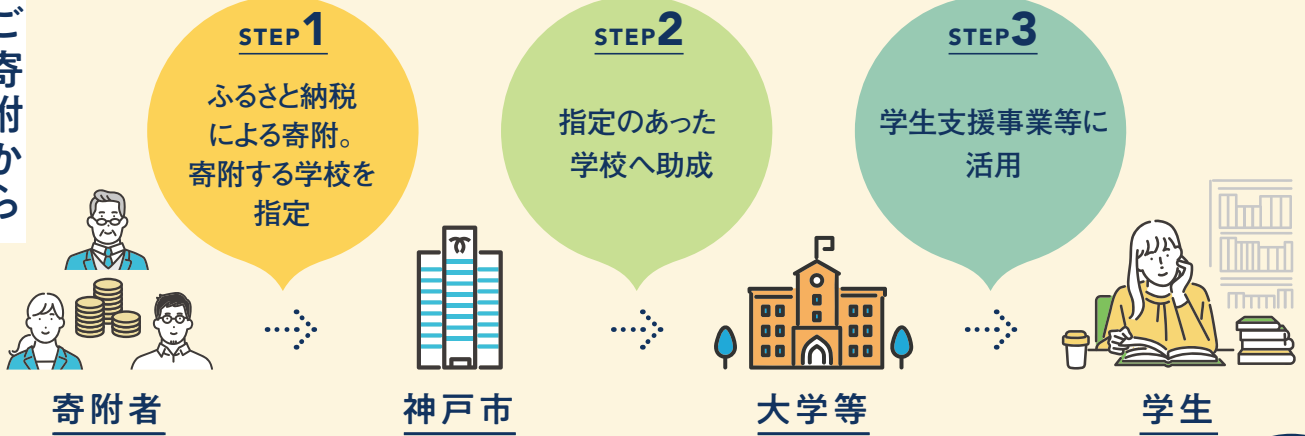 ご寄附から
STEP1
ふるさと納税
による寄附。
寄附する学校を
指定
STEP2
指定のあった
学校へ助成
STEP3
学生支援事業等に
活用
寄附者
神戸市
大学等
学生